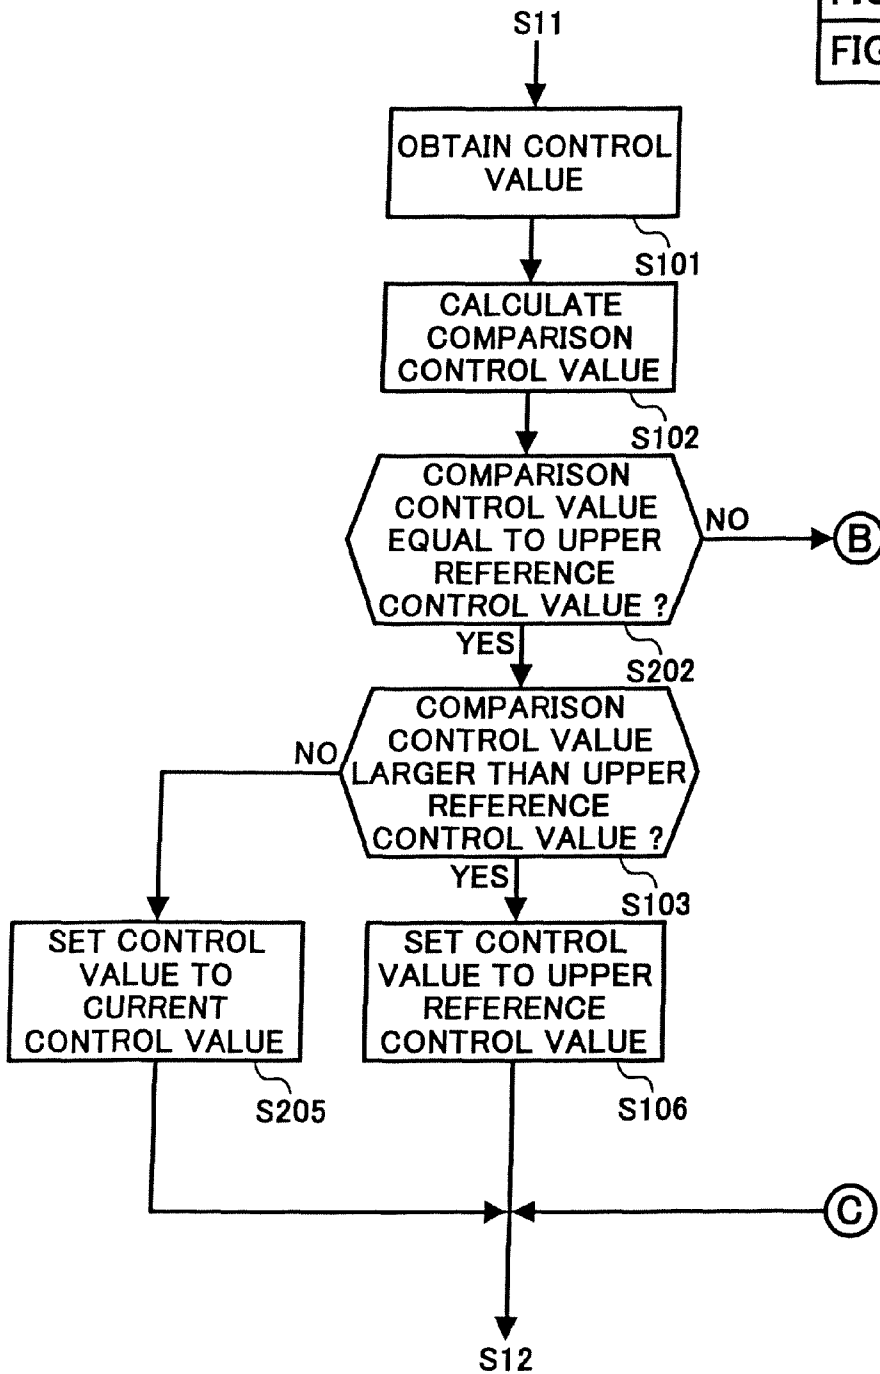 FIG
S11
OBTAIN CONTROL
VALUE
S101
CALCULATE
COMPARISON
CONTROL VALUE
S102
COMPARISON
CONTROL VALUE
EQUAL TO UPPER
REFERENCE
CONTROL VALUE ?
NO
B
YES
S202
COMPARISON
CONTROL VALUE
LARGER THAN UPPER
REFERENCE
CONTROL VALUE ?
NO
YES
S103
SET CONTROL
VALUE TO
CURRENT
CONTROL VALUE
S205
SET CONTROL
VALUE TO UPPER
REFERENCE
CONTROL VALUE
S106
C
S12